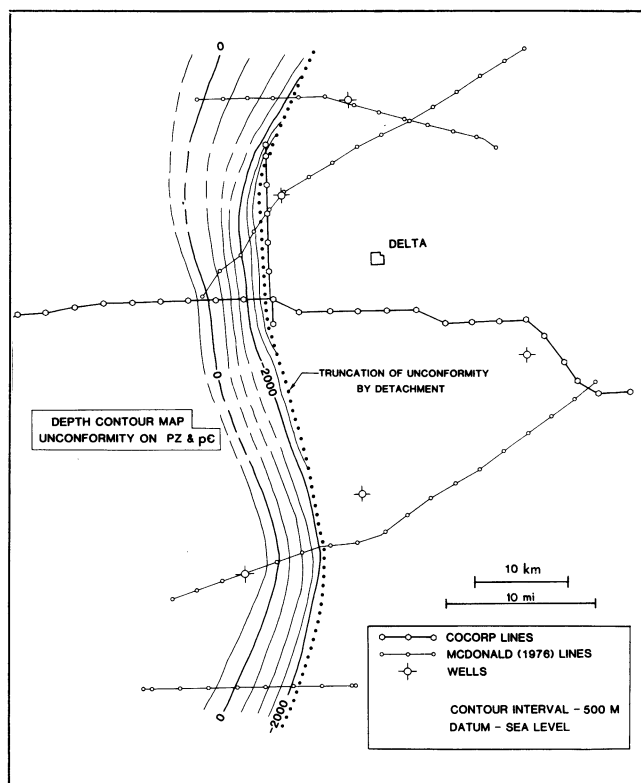 0
DELTA
TRUNCATION OF UNCONFORMITY
BY DETACHMENT
-2000
0
DEPTH CONTOUR MAP
UNCONFORMITY ON PZ & p€
10 km
10 mi
COCORP LINES
MCDONALD (1976) LINES
WELLS
CONTOUR INTERVAL - 500 M
DATUM - SEA LEVEL
0
-2000